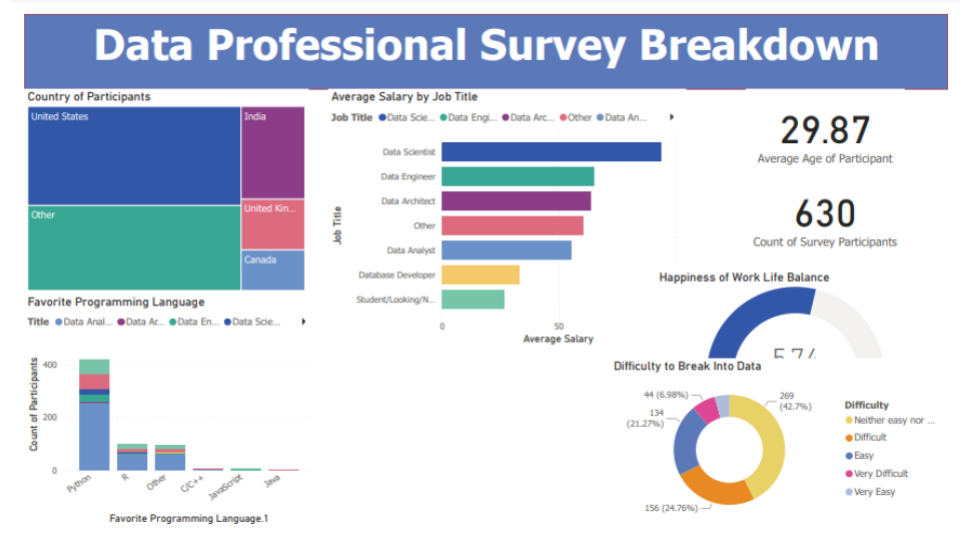 Data Professional Survey Breakdown
Country of Participants
United States
India
Other
United Kin...
Canada
Average Salary by Job Title
Job Title Data Scie... Data Engi... Data Arc... Other Data An...
Job Title
Data Scientist
Data Engineer
Data Architect
Other
Data Analyst
Database Developer
Student/Looking/N...
0 50
Average Salary
29.87
Average Age of Participant
630
Count of Survey Participants
Happiness of Work Life Balance
Favorite Programming Language
Title Data Anal... Data Ar... Data En... Data Scie...
Count of Participants
400
200
0
Python R Other C/C++ JavaScript Java
Favorite Programming Language.1
Difficulty to Break Into Data
44 (6.98%)
269
(42.7%)
134
(21.27%)
156 (24.76%)
Difficulty
Neither easy nor ...
Difficult
Easy
Very Difficult
Very Easy